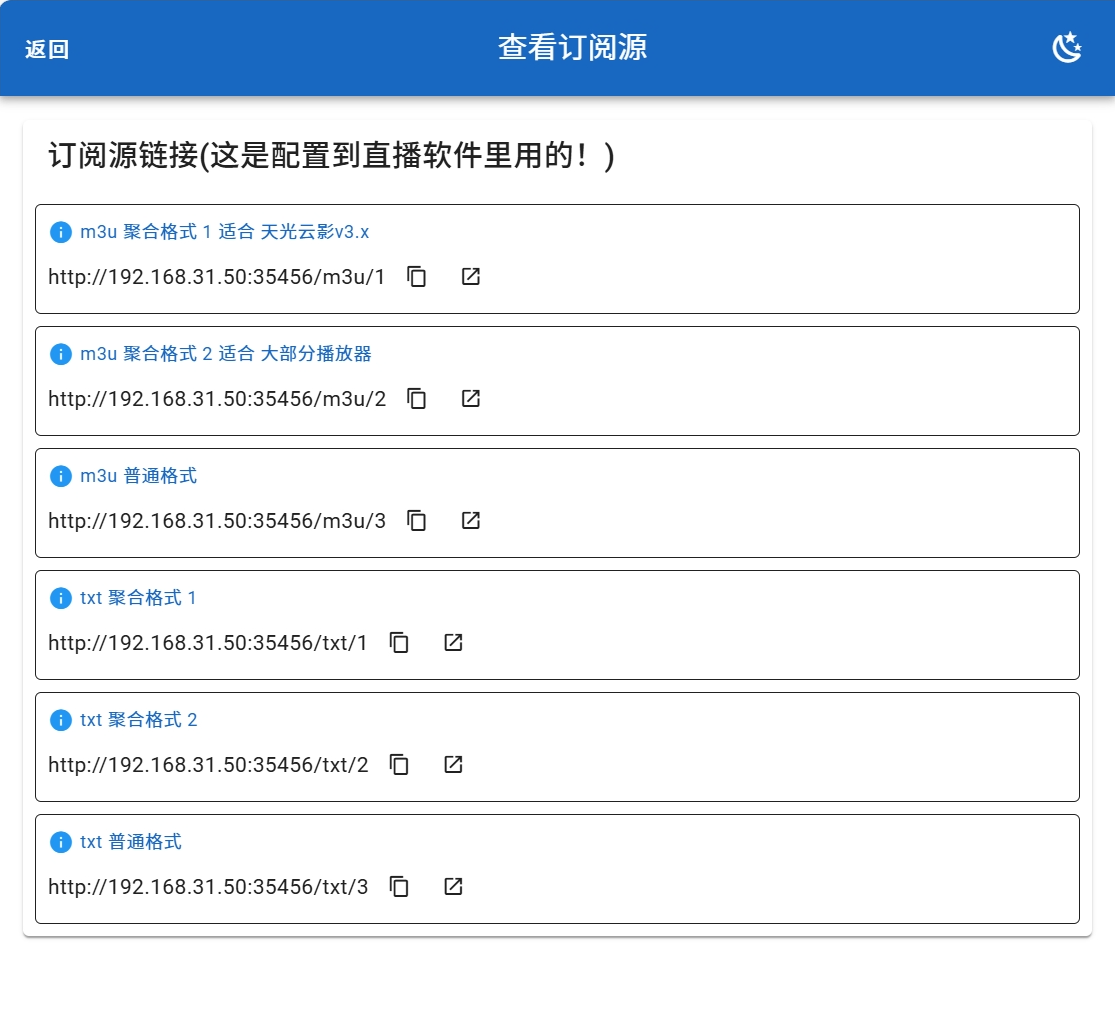 返回
查看订阅源
订阅源链接(这是配置到直播软件里用的！)
m3u 聚合格式 1 适合 天光云影v3.x
http://192.168.31.50:35456/m3u/1
m3u 聚合格式 2 适合 大部分播放器
http://192.168.31.50:35456/m3u/2
m3u 普通格式
http://192.168.31.50:35456/m3u/3
txt 聚合格式 1
http://192.168.31.50:35456/txt/1
txt 聚合格式 2
http://192.168.31.50:35456/txt/2
txt 普通格式
http://192.168.31.50:35456/txt/3